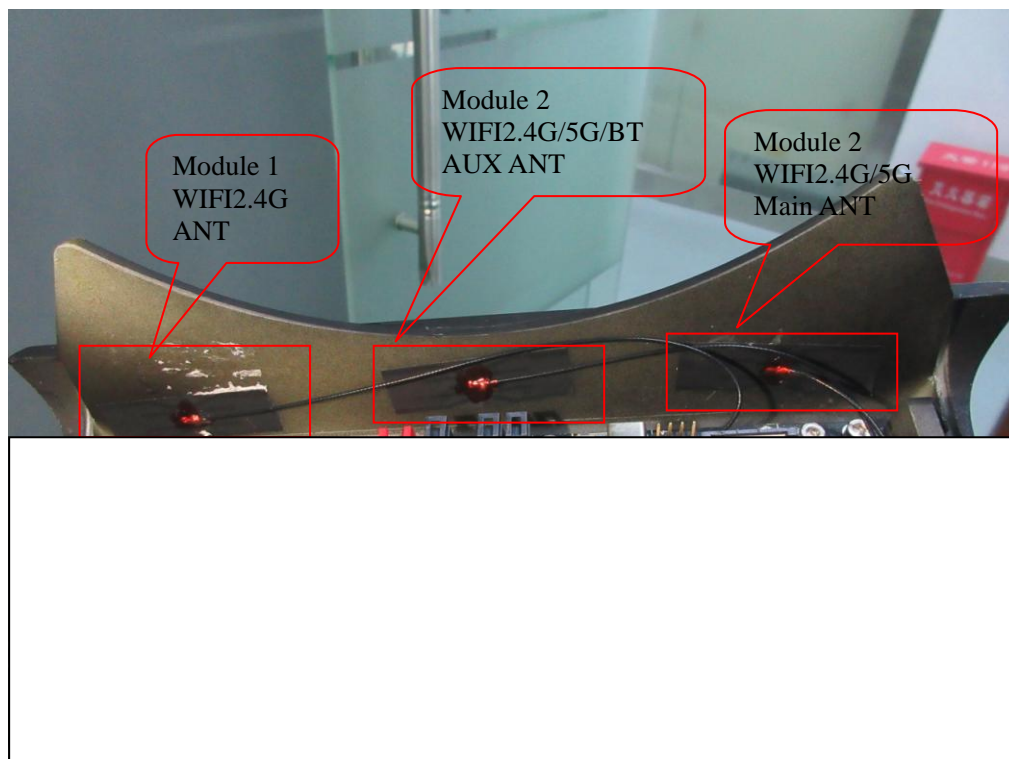 Module 1
WIFI2.4G
ANT
Module 2
WIFI2.4G/5G/BT
AUX ANT
Module 2
WIFI2.4G/5G
Main ANT